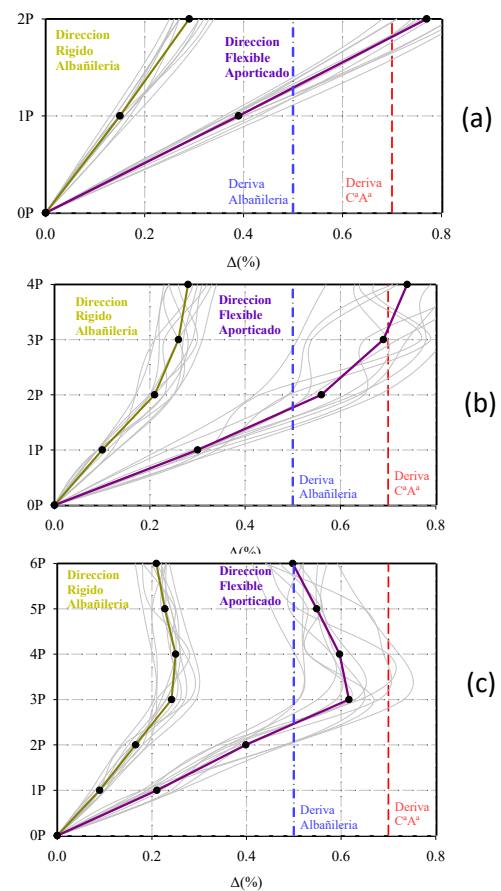 2P
Direccion
Rigido
Albañileria
Direccion
Flexible
Aporticado
1P
(a)
Deriva
Albañileria
Deriva
CªAª
0P
0.0 0.2 0.4 0.6 0.8
Δ(%)
4P
Direccion
Rigido
Albañileria
Direccion
Flexible
Aporticado
3P
(b)
2P
1P
Deriva
Albañileria
Deriva
CªAª
0P
0.0 0.2 0.4 0.6 0.8
Δ(%)
6P
Direccion
Rigido
Albañileria
Direccion
Flexible
Aporticado
5P
4P
(c)
3P
2P
1P
Deriva
Albañileria
Deriva
CªAª
0P
0.0 0.2 0.4 0.6 0.8
Δ(%)